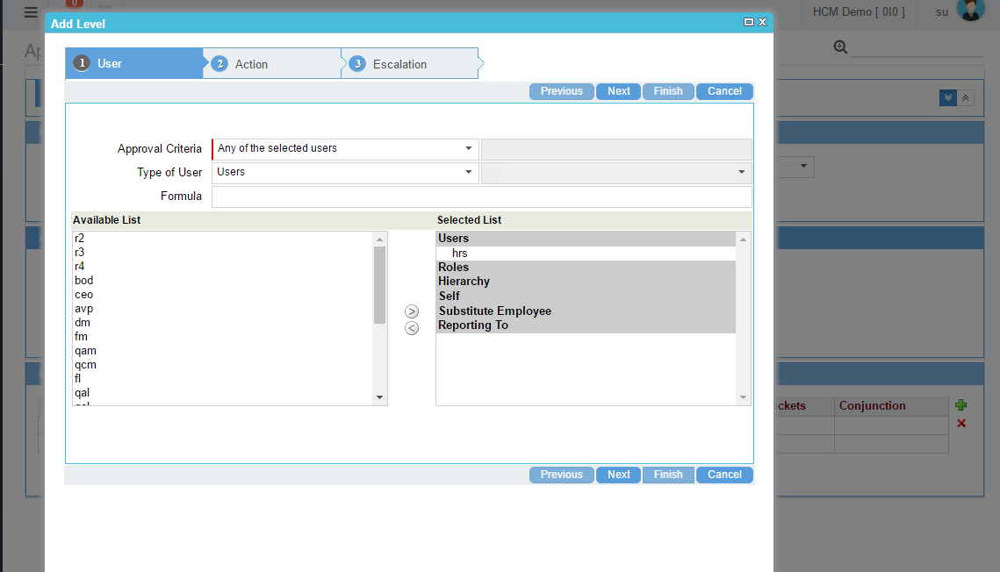 0
HCM Demo [ 0I0 ]
su
Add Level
1 User
2 Action
3 Escalation
Previous Next Finish Cancel
Approval Criteria Any of the selected users
Type of User Users
Formula
Available List Selected List
r2
r3
r4
bod
ceo
avp
dm
fm
qam
qcm
fl
qal
Users
hrs
Roles
Hierarchy
Self
Substitute Employee
Reporting To
ckets Conjunction
Previous Next Finish Cancel